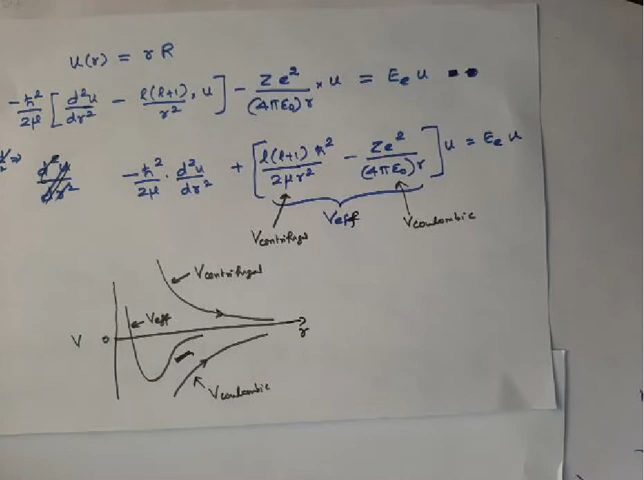 u(r) = r R
-ħ²/2μ [ d²u/dr² - l(l+1)/r² . u ] - Ze²/(4πε₀)r × u = Eₑ u
-ħ²/2μ . d²u/dr² + [ l(l+1) ħ²/2μr² - Ze²/(4πε₀)r ] u = Eₑ u
Vcentrifugal Veff Vcoulombic
Vcentrifugal
Veff
V 0 r
Vcoulombic